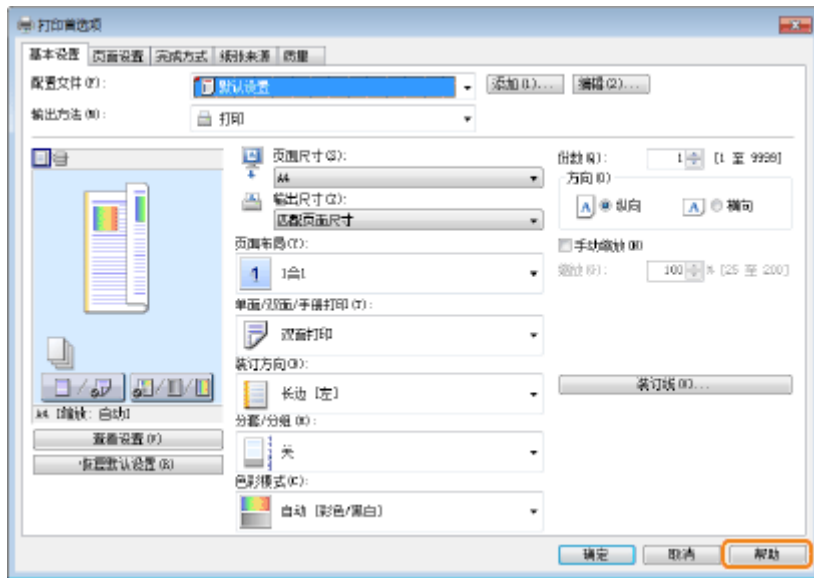 打印首选项
基本设置 页面设置 完成方式 纸张来源 质量
配置文件(F): 默认设置 添加(1)... 编辑(2)...
输出方法(M): 打印
页面尺寸(S): 份数(Q): 1 [1 至 9999]
A4 方向(O)
输出尺寸(Z): A 纵向 A 横向
匹配页面尺寸
页面布局(Y): 手动缩放(N)
1 1合1 缩放(G): 100 % [25 至 200]
单面/双面/手册打印(T):
双面打印
装订方向(B):
长边 [左] 装订线(X)...
A4 [缩放: 自动]
分套/分组(K):
查看设置(V) 关
恢复默认设置(R)
色彩模式(C):
自动 [彩色/黑白]
确定 取消 帮助